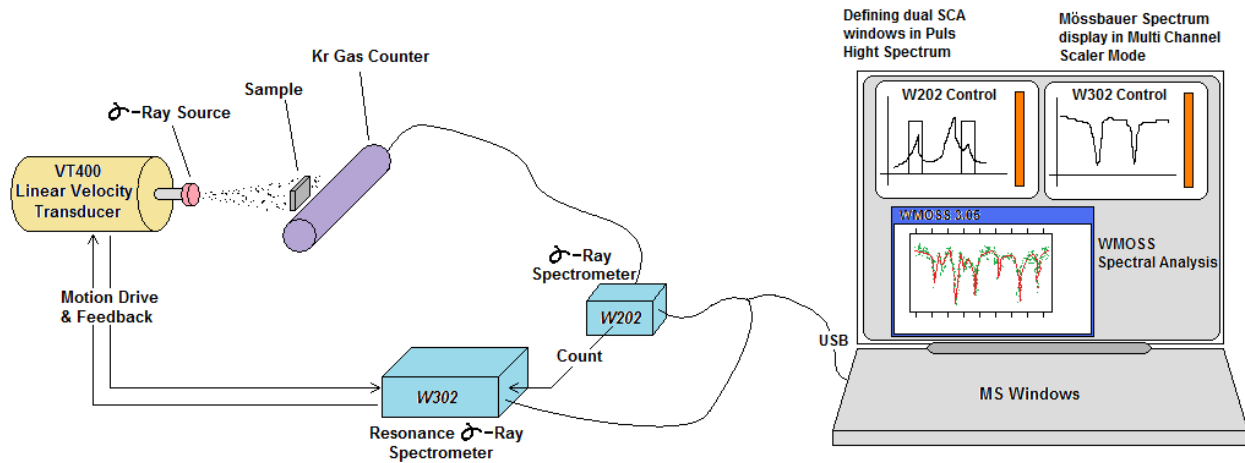 Defining dual SCA
windows in Puls
Hight Spectrum
Mössbauer Spectrum
display in Multi Channel
Scaler Mode
Kr Gas Counter
Sample
γ-Ray Source
VT400
Linear Velocity
Transducer
W202 Control
W302 Control
WMOSS 3.05
WMOSS
Spectral Analysis
γ-Ray
Spectrometer
W202
Motion Drive
& Feedback
Count
USB
W302
MS Windows
Resonance γ-Ray
Spectrometer